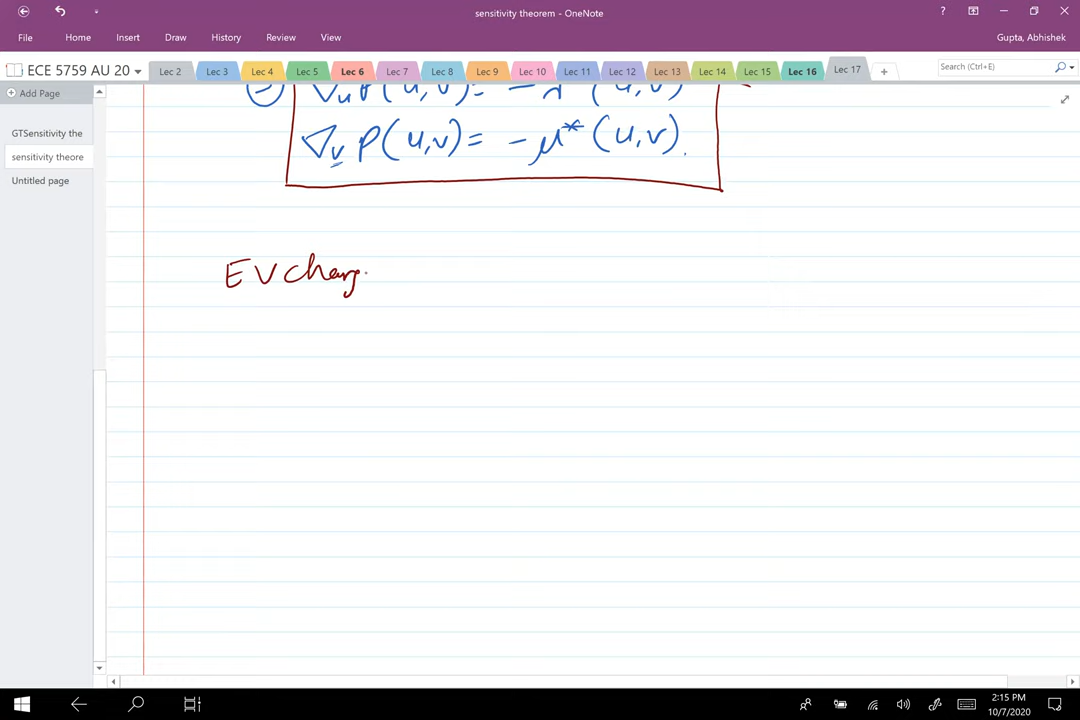 sensitivity theorem - OneNote
Gupta, Abhishek
File Home Insert Draw History Review View
ECE 5759 AU 20
Lec 2 Lec 3 Lec 4 Lec 5 Lec 6 Lec 7 Lec 8 Lec 9 Lec 10 Lec 11 Lec 12 Lec 13 Lec 14 Lec 15 Lec 16 Lec 17
Search (Ctrl+E)
Add Page
GTSensitivity the
sensitivity theore
Untitled page
∇u P(u,v) = -λ* (u,v)
∇v P(u,v) = -μ* (u,v).
EV charg
2:15 PM
10/7/2020